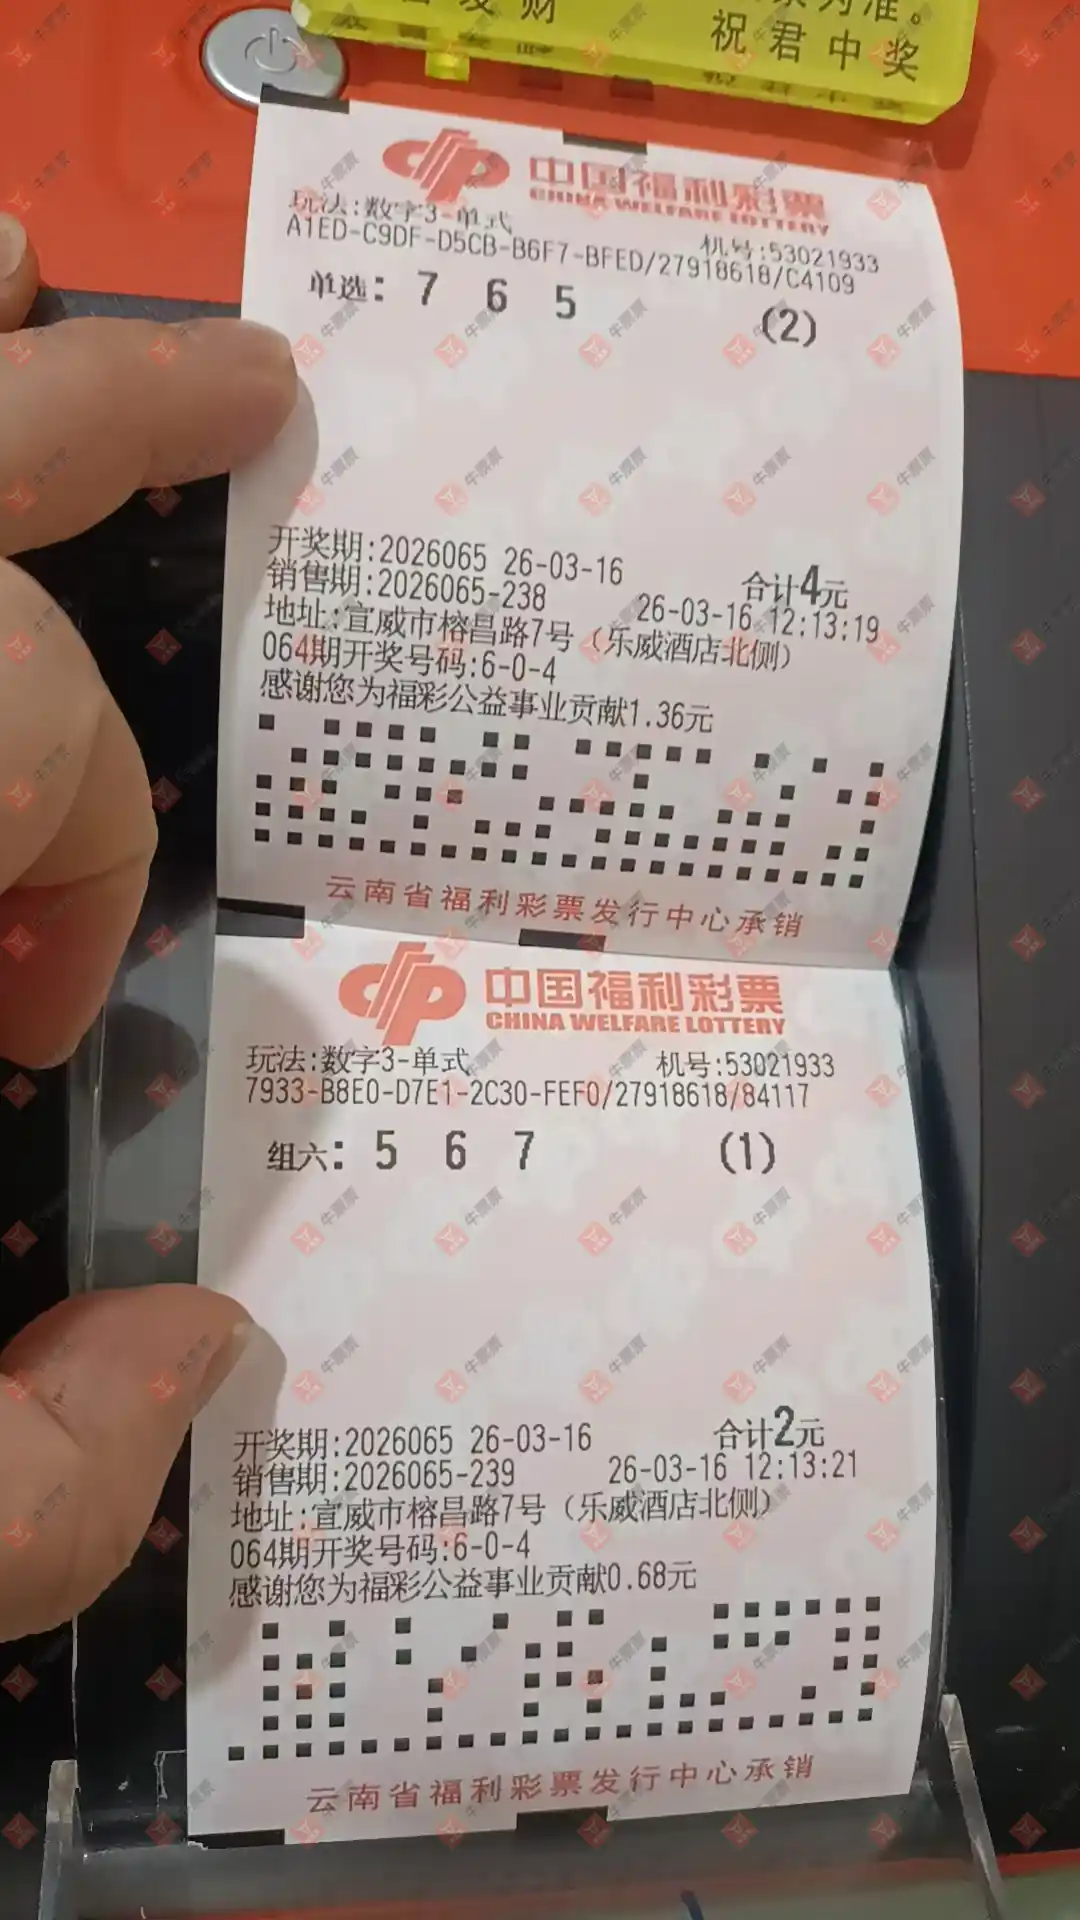 发财
为准。
祝君中奖
中国福利彩票
CHINA WELFARE LOTTERY
玩法:数字3-单式 机号:53021933
A1ED-C9DF-D5CB-B6F7-BFED/27918618/C4109
单选: 7 6 5 (2)
开奖期:2026065 26-03-16 合计4元
销售期:2026065-238 26-03-16 12:13:19
地址:宣威市榕昌路7号（乐威酒店北侧）
064期开奖号码:6-0-4
感谢您为福彩公益事业贡献1.36元
云南省福利彩票发行中心承销
中国福利彩票
CHINA WELFARE LOTTERY
玩法:数字3-单式 机号:53021933
7933-B8E0-D7E1-2C30-FEF0/27918618/84117
组六: 5 6 7 (1)
开奖期:2026065 26-03-16 合计2元
销售期:2026065-239 26-03-16 12:13:21
地址:宣威市榕昌路7号（乐威酒店北侧）
064期开奖号码:6-0-4
感谢您为福彩公益事业贡献0.68元
云南省福利彩票发行中心承销
牛票票